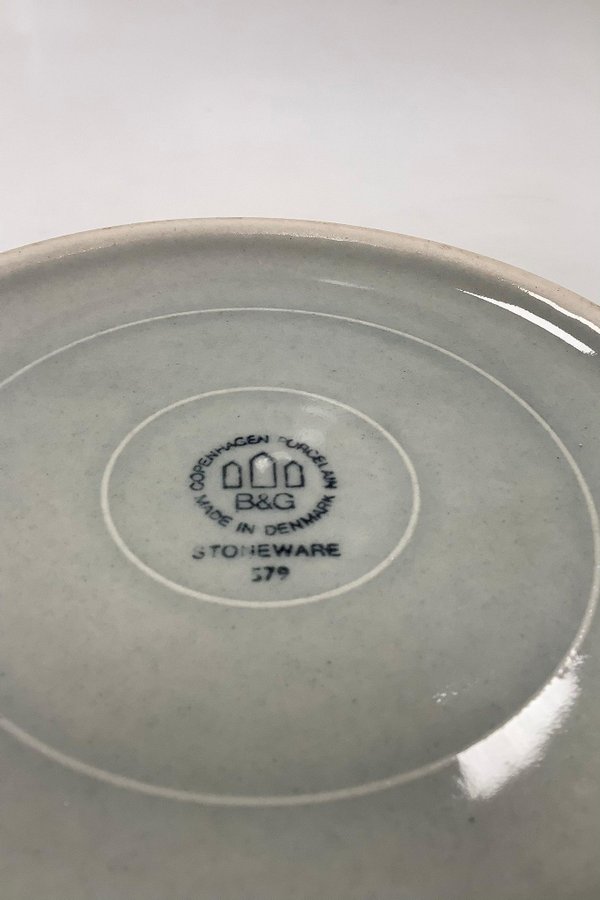 COPENHAGEN PORCELAIN
B&G
MADE IN DENMARK
STONEWARE
579